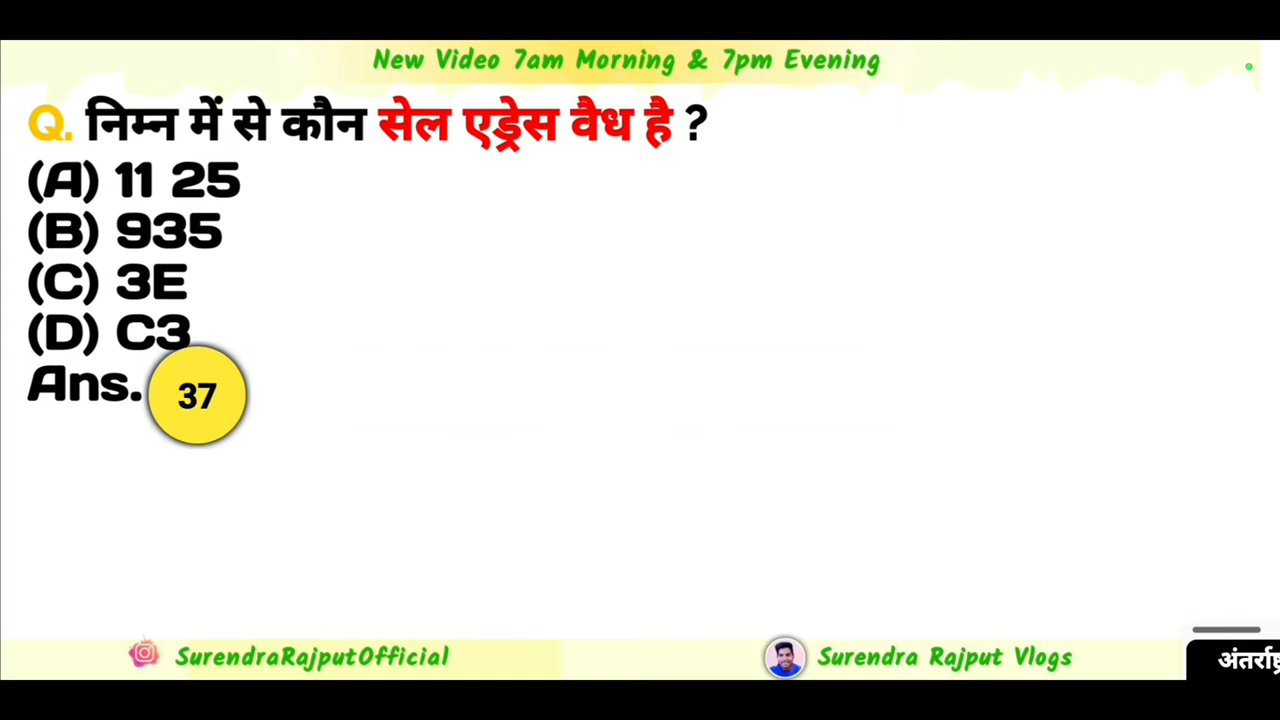 New Video 7am Morning & 7pm Evening
Q. निम्न में से कौन सेल एड्रेस वैध है ?
(A) 11 25
(B) 935
(C) 3E
(D) C3
Ans. 37
SurendraRajputOfficial
Surendra Rajput Vlogs